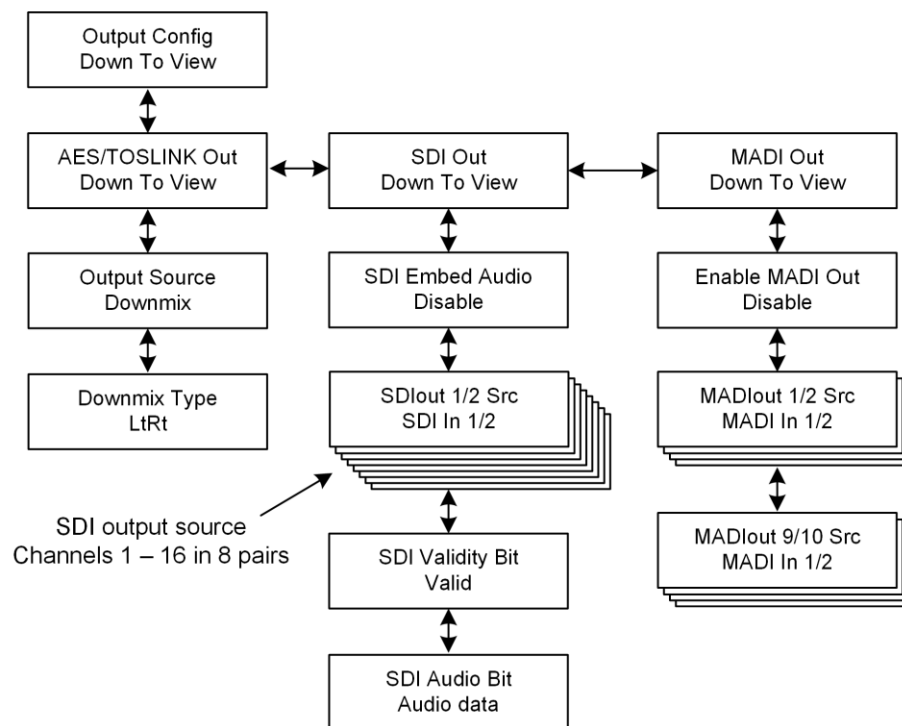 Output Config
Down To View
AES/TOSLINK Out
Down To View
SDI Out
Down To View
MADI Out
Down To View
Output Source
Downmix
SDI Embed Audio
Disable
Enable MADI Out
Disable
Downmix Type
LtRt
SDIout 1/2 Src
SDI In 1/2
MADIout 1/2 Src
MADI In 1/2
SDI output source
Channels 1 – 16 in 8 pairs
MADIout 9/10 Src
MADI In 1/2
SDI Validity Bit
Valid
SDI Audio Bit
Audio data